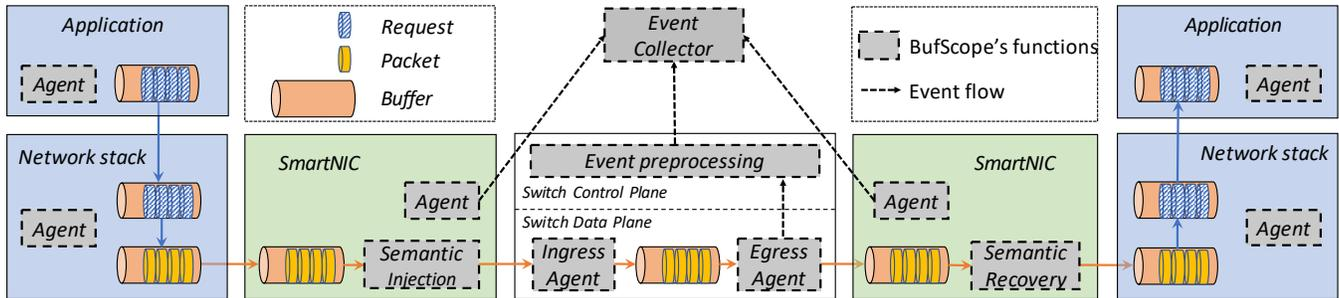 Application
Agent
Network stack
Agent
Request
Packet
Buffer
SmartNIC
Agent
Semantic
Injection
Event
Collector
Event preprocessing
Switch Control Plane
Switch Data Plane
Ingress
Agent
Egress
Agent
BufScope's functions
Event flow
SmartNIC
Agent
Semantic
Recovery
Application
Agent
Network stack
Agent